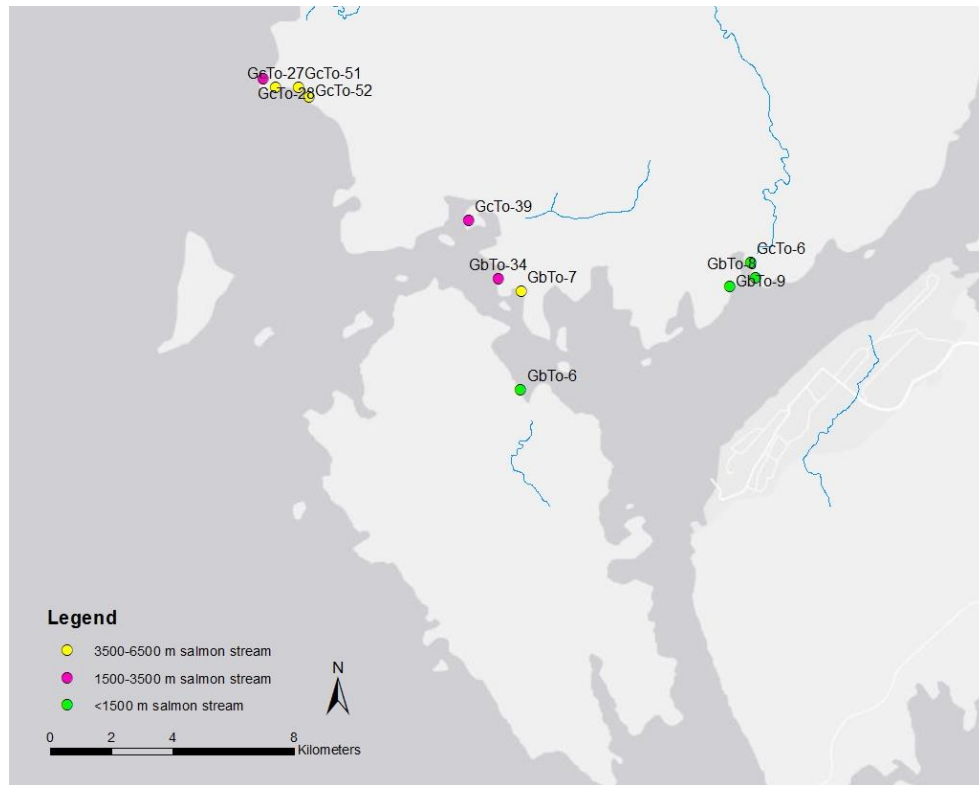 GcTo-27 GcTo-51
GcTo-28 GcTo-52
GcTo-39
GcTo-6
GbTo-8
GbTo-34
GbTo-7
GbTo-9
GbTo-6
Legend
3500-6500 m salmon stream
1500-3500 m salmon stream
<1500 m salmon stream
N
0 2 4 8
Kilometers